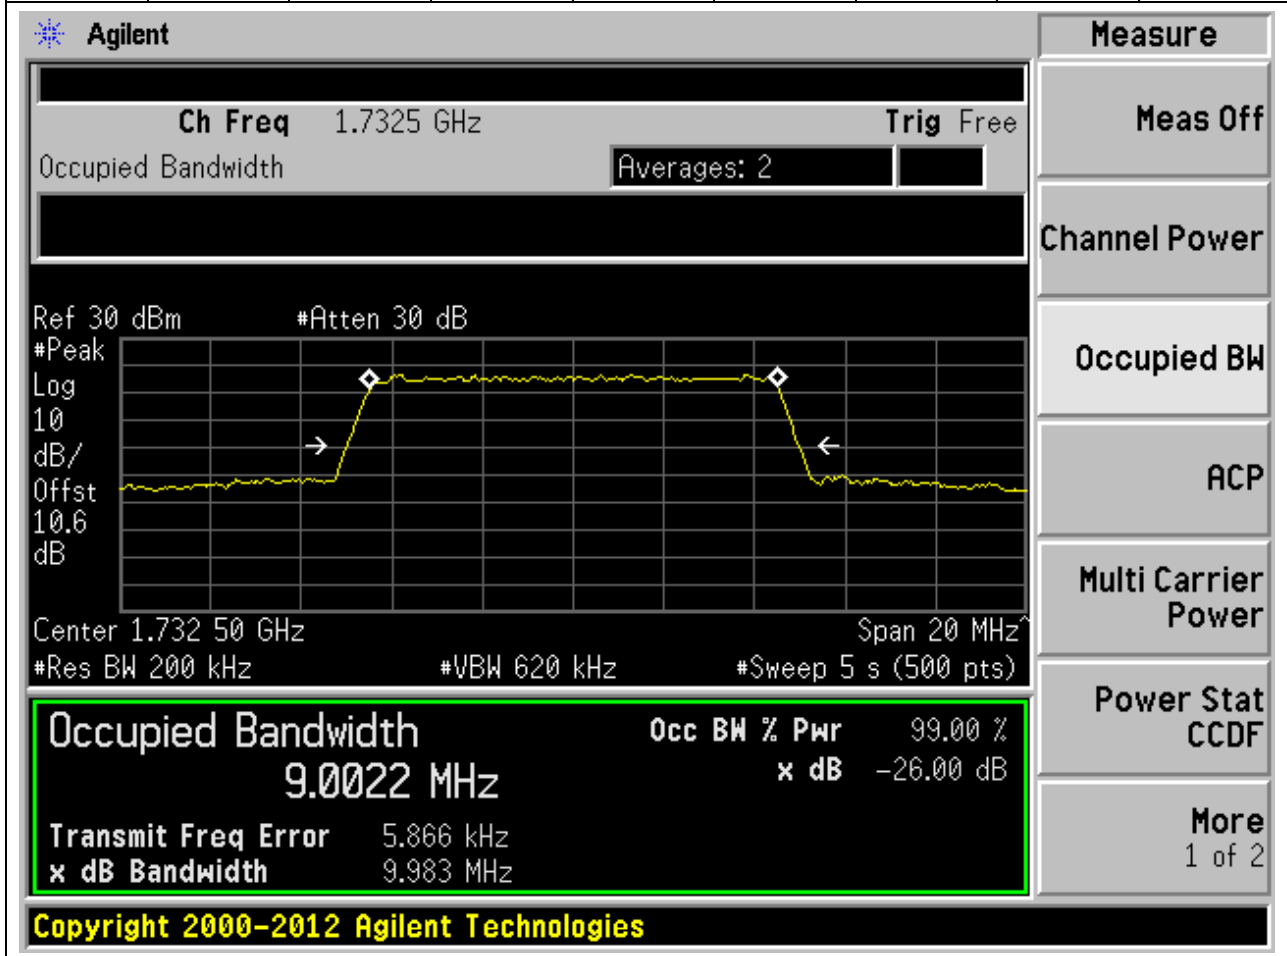 Agilent
Measure
Ch Freq 1.7325 GHz Trig Free
Occupied Bandwidth Averages: 2
Meas Off
Channel Power
Occupied BW
ACP
Multi Carrier
Power
Power Stat
CCDF
More
1 of 2
Ref 30 dBm #Atten 30 dB
#Peak
Log
10
dB/
Offst
10.6
dB
Center 1.732 50 GHz Span 20 MHz^
#Res BW 200 kHz #VBW 620 kHz #Sweep 5 s (500 pts)
Occupied Bandwidth Occ BW % Pwr 99.00 %
9.0022 MHz x dB -26.00 dB
Transmit Freq Error 5.866 kHz
x dB Bandwidth 9.983 MHz
Copyright 2000-2012 Agilent Technologies